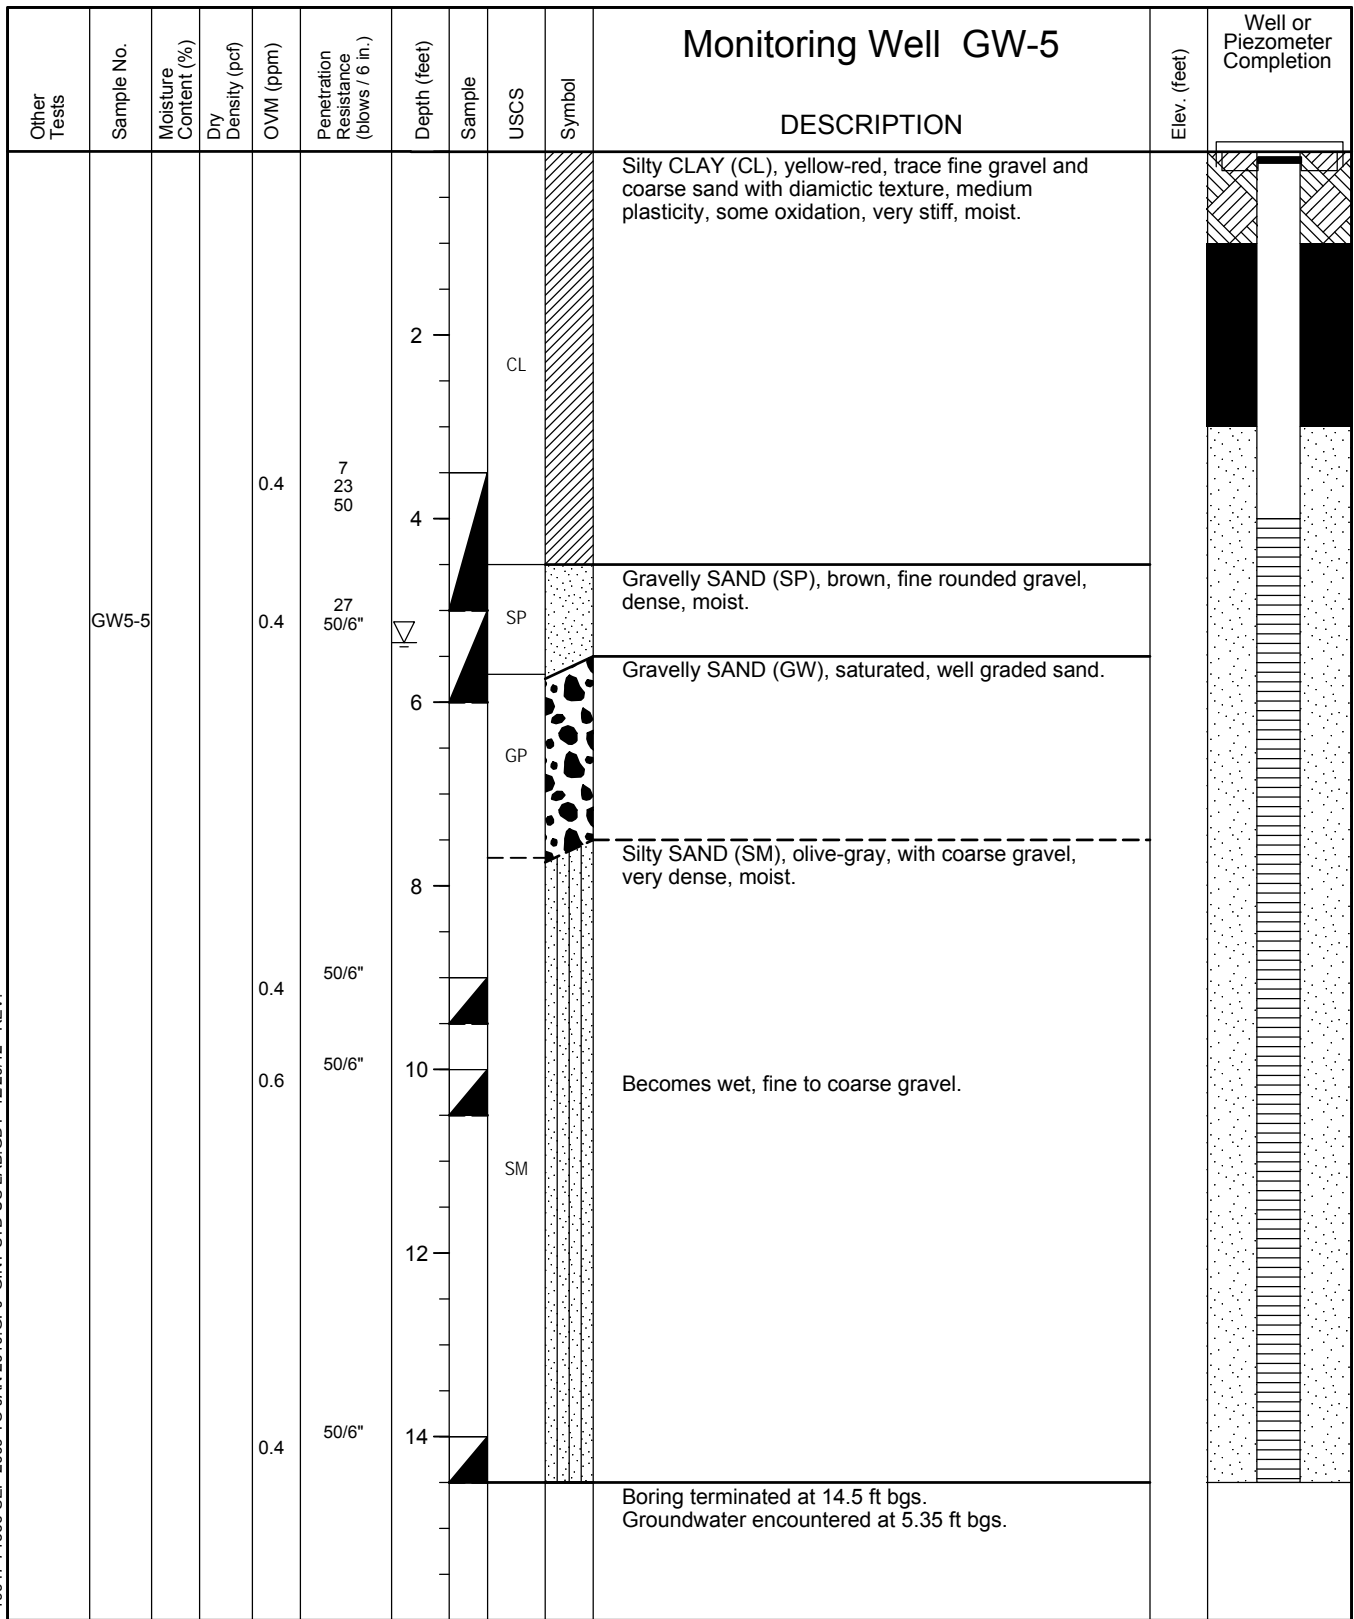 Monitoring Well GW-5
Other
Tests
Sample No.
Moisture
Content (%)
Dry
Density (pcf)
OVM (ppm)
Penetration
Resistance
(blows / 6 in.)
Depth (feet)
Sample
USCS
Symbol
DESCRIPTION
Elev. (feet)
Well or
Piezometer
Completion
Silty CLAY (CL), yellow-red, trace fine gravel and
coarse sand with diamictic texture, medium
plasticity, some oxidation, very stiff, moist.
2
CL
0.4
7
23
50
4
Gravelly SAND (SP), brown, fine rounded gravel,
dense, moist.
GW5-5
0.4
27
50/6"
SP
Gravelly SAND (GW), saturated, well graded sand.
6
GP
Silty SAND (SM), olive-gray, with coarse gravel,
very dense, moist.
8
0.4
50/6"
0.6
50/6"
10
Becomes wet, fine to coarse gravel.
SM
12
0.4
50/6"
14
Boring terminated at 14.5 ft bgs.
Groundwater encountered at 5.35 ft bgs.